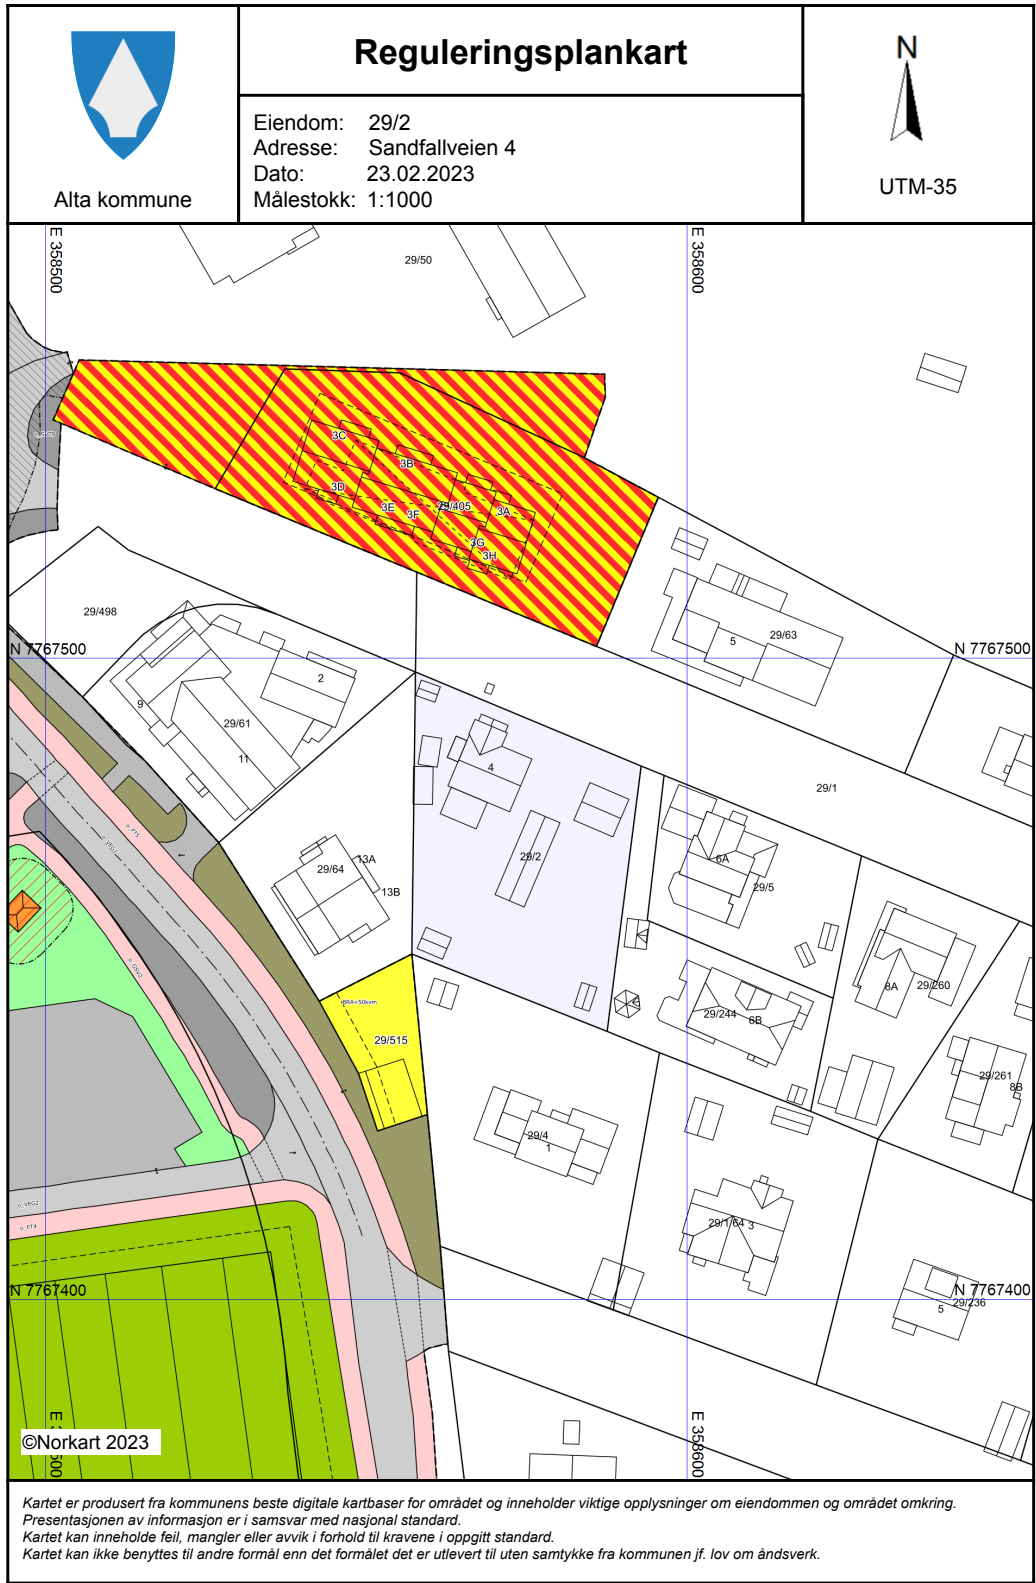 Reguleringsplankart
Eiendom: 29/2
Adresse: Sandfallveien 4
Dato: 23.02.2023
Målestokk: 1:1000
Alta kommune
N
UTM-35
E 358500
E 358600
29/50
3C
3B
3D
3E
3F
29/405
3A
3G
3H
29/498
29/63
5
N 7767500
N 7767500
2
9
29/61
11
4
29/1
o_FT5
o_VEG1
29/64
13A
13B
29/2
6A
29/5
o_GSV2
8A
29/260
BRA=50kvm
29/244
6B
29/515
29/261
8B
29/4
1
o_VEG2
o_FT4
29/1/64
3
N 7767400
N 7767400
29/236
5
E 358600
©Norkart 2023
Kartet er produsert fra kommunens beste digitale kartbaser for området og inneholder viktige opplysninger om eiendommen og området omkring.
Presentasjonen av informasjon er i samsvar med nasjonal standard.
Kartet kan inneholde feil, mangler eller avvik i forhold til kravene i oppgitt standard.
Kartet kan ikke benyttes til andre formål enn det formålet det er utlevert til uten samtykke fra kommunen jf. lov om åndsverk.